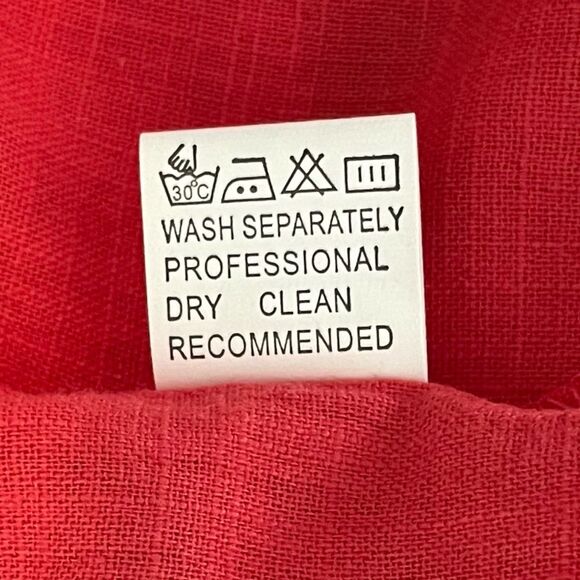 30°C
WASH SEPARATELY
PROFESSIONAL
DRY CLEAN
RECOMMENDED